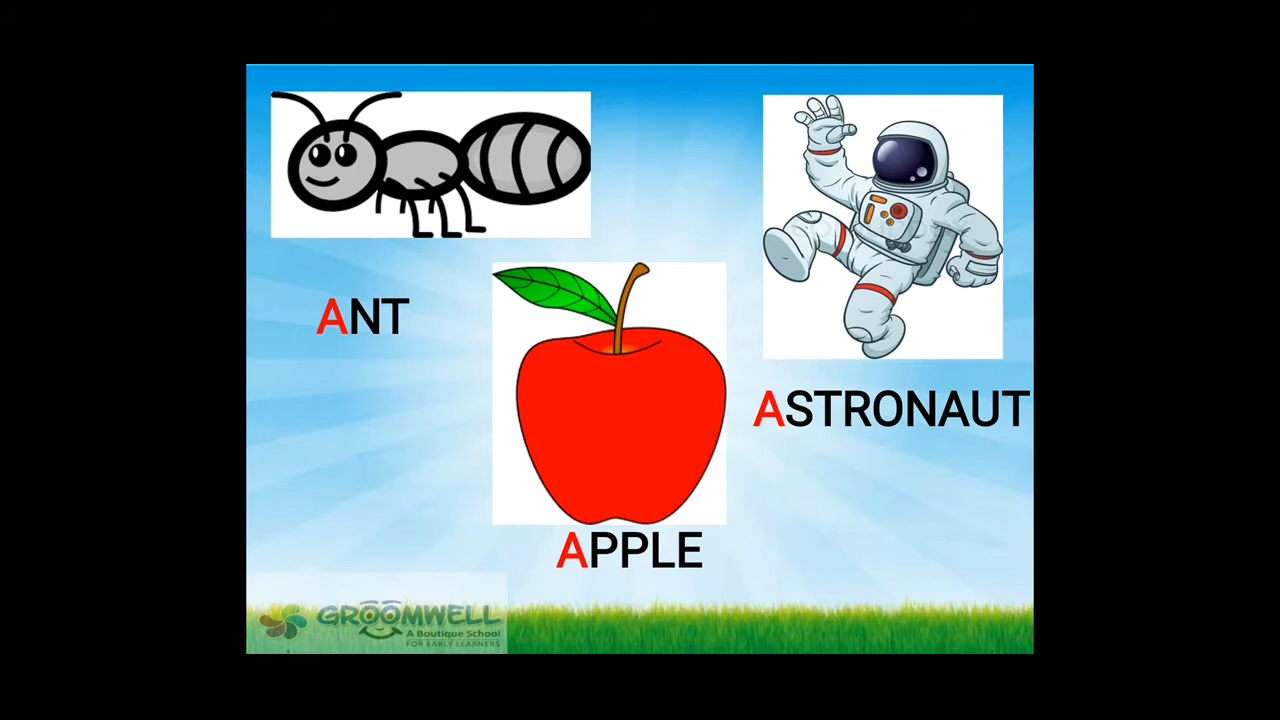 ANT
ASTRONAUT
APPLE
GROOMWELL
A Boutique School
FOR EARLY LEARNERS